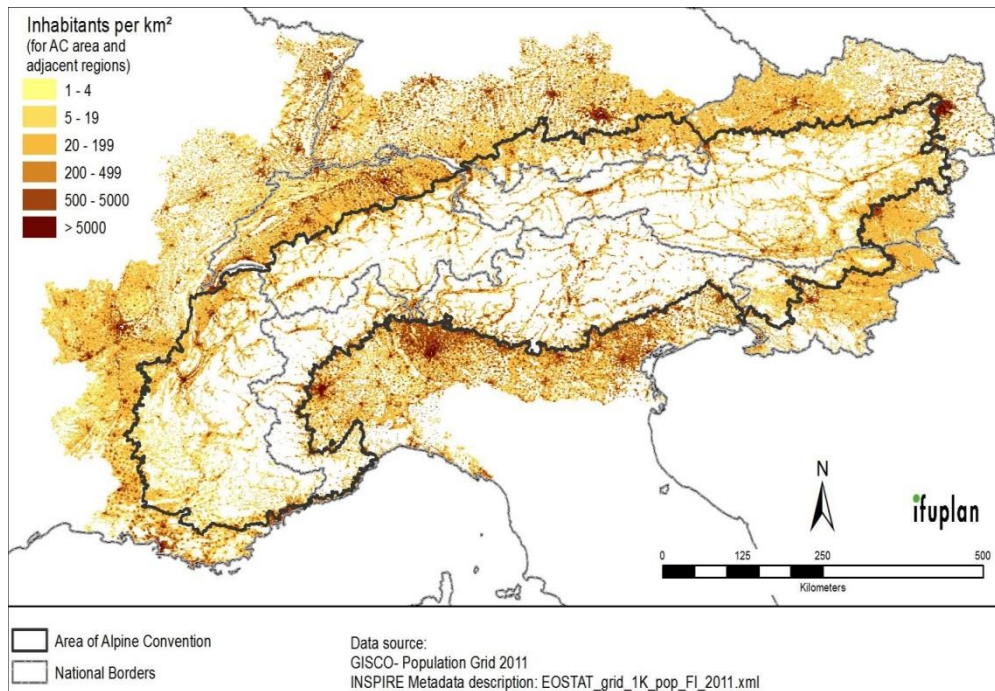 Inhabitants per km²
(for AC area and
adjacent regions)
1 - 4
5 - 19
20 - 199
200 - 499
500 - 5000
> 5000
N
ifuplan
0 125 250 500
Kilometers
Area of Alpine Convention
National Borders
Data source:
GISCO- Population Grid 2011
INSPIRE Metadata description: EOSTAT_grid_1K_pop_FI_2011.xml